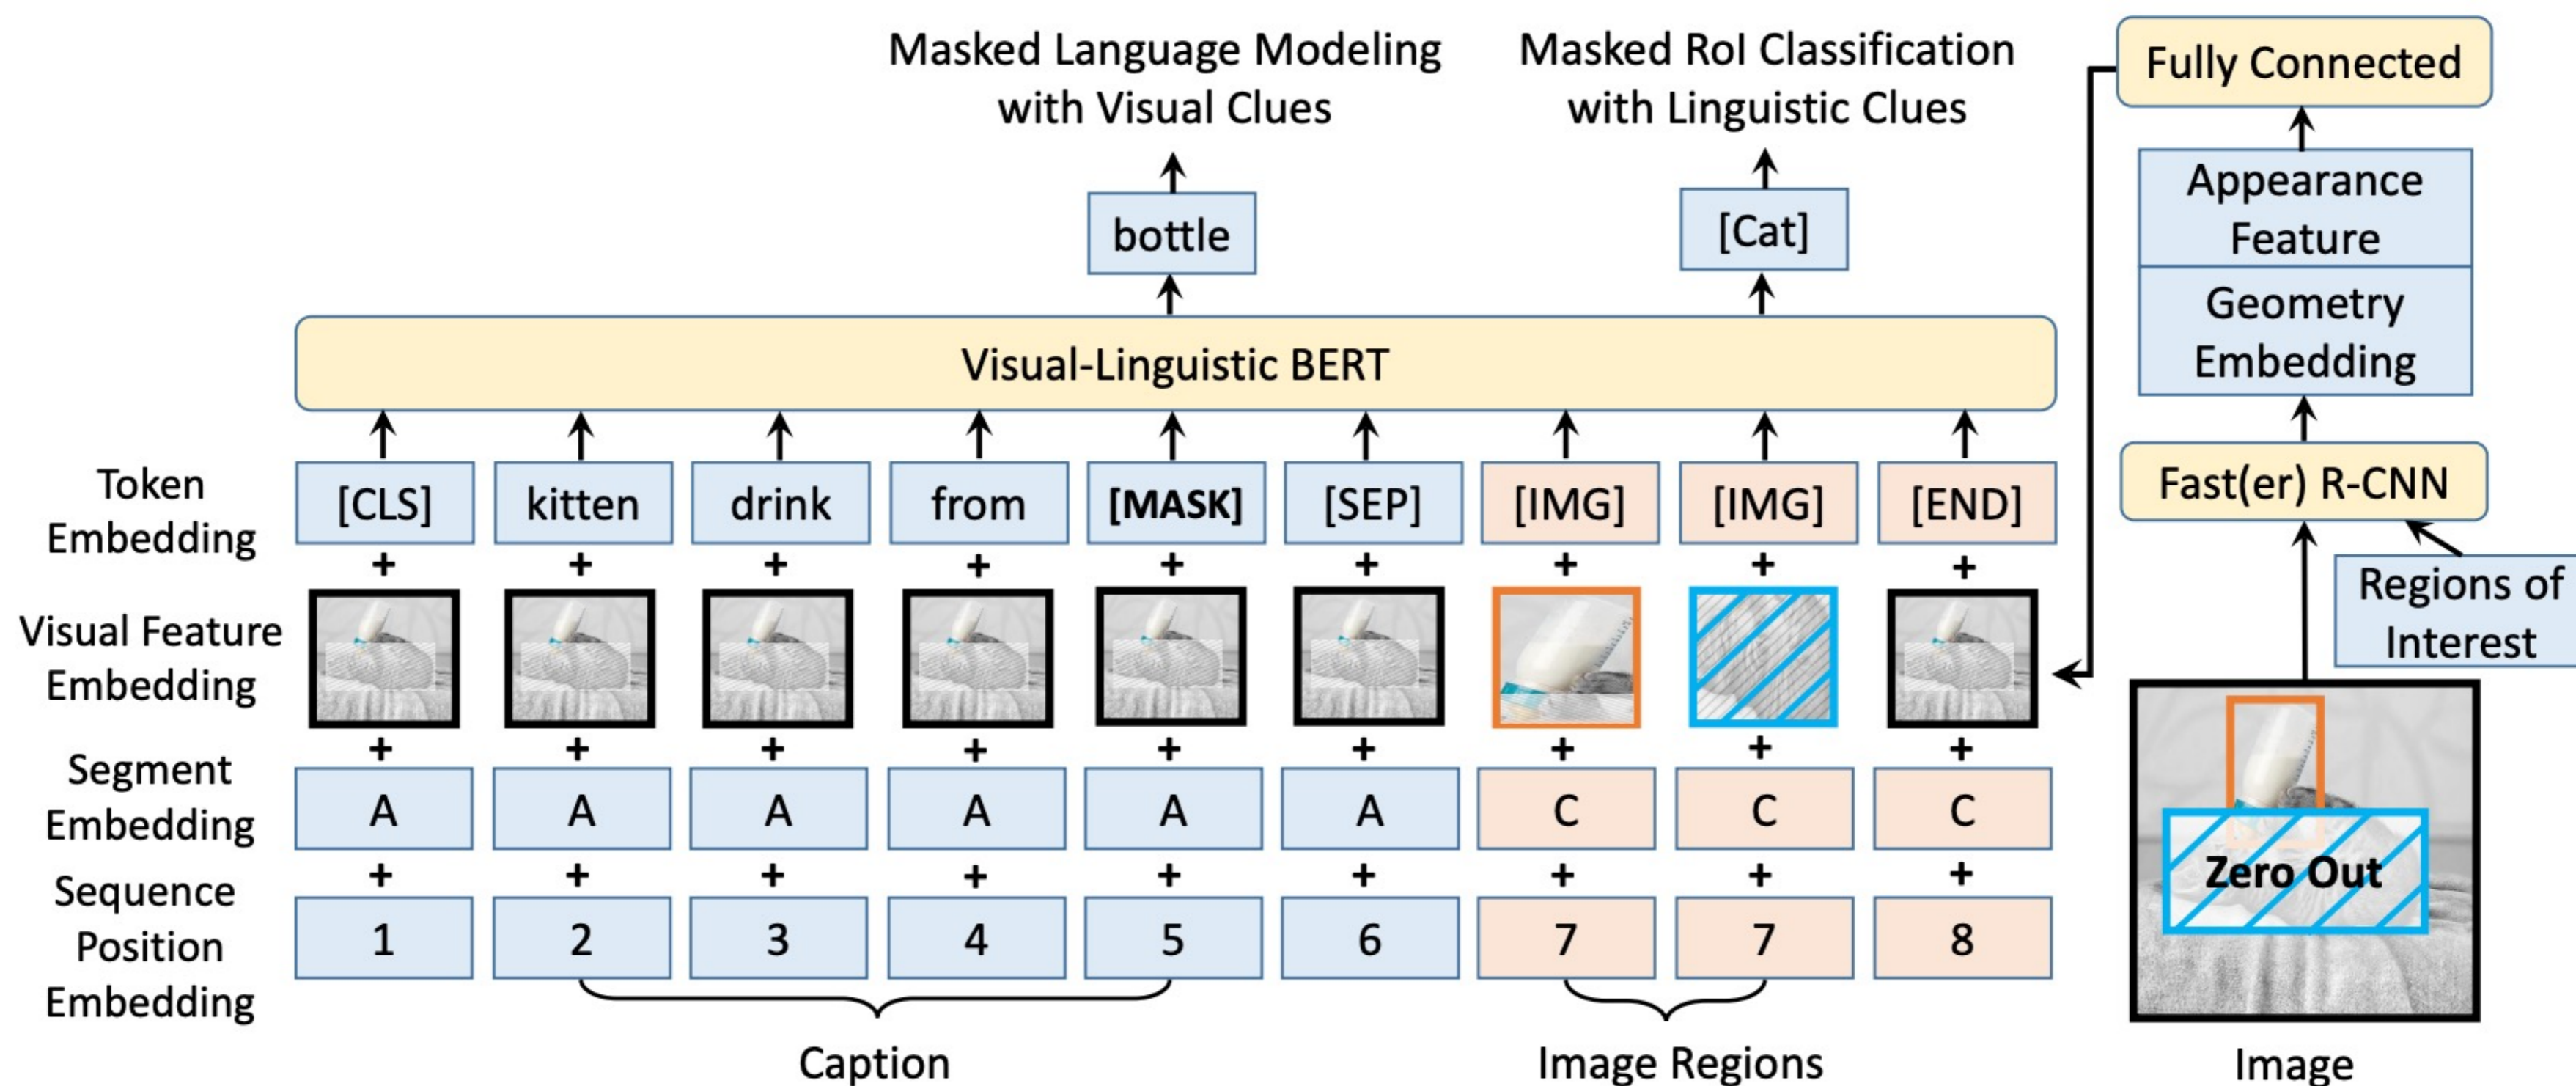 Masked Language Modeling
with Visual Clues
Masked RoI Classification
with Linguistic Clues
Fully Connected
Appearance
Feature
Geometry
Embedding
bottle
[Cat]
Visual-Linguistic BERT
Fast(er) R-CNN
Regions of
Interest
Token
Embedding
[CLS] kitten drink from [MASK] [SEP] [IMG] [IMG] [END]
+ + + + + + + + +
Visual Feature
Embedding
+ + + + + + + + +
Segment
Embedding
A A A A A A C C C
+ + + + + + + + +
Sequence
Position
Embedding
1 2 3 4 5 6 7 7 8
Zero Out
Caption
Image Regions
Image